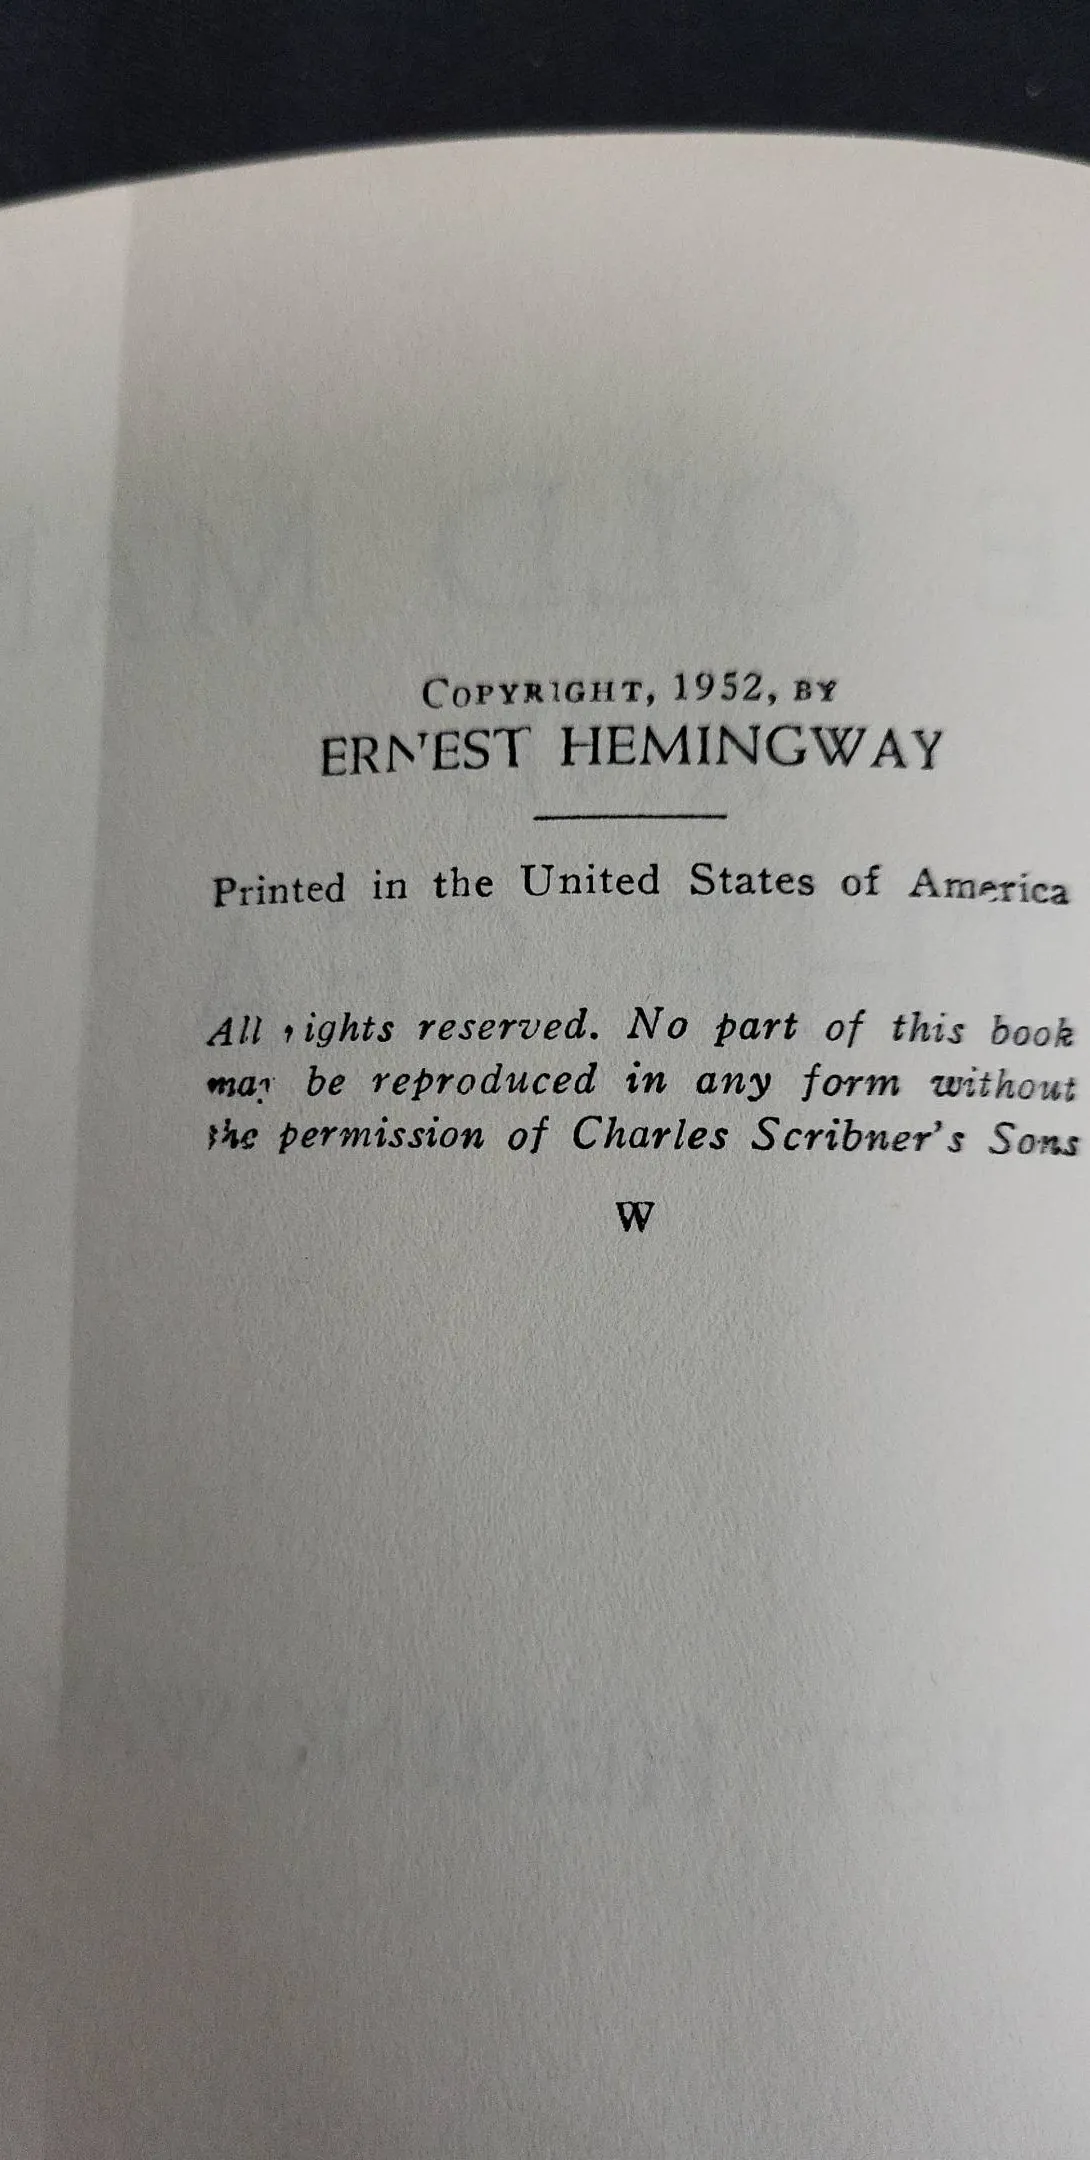 COPYRIGHT, 1952, BY
ERNEST HEMINGWAY
Printed in the United States of America
All rights reserved. No part of this book
may be reproduced in any form without
the permission of Charles Scribner's Sons
W